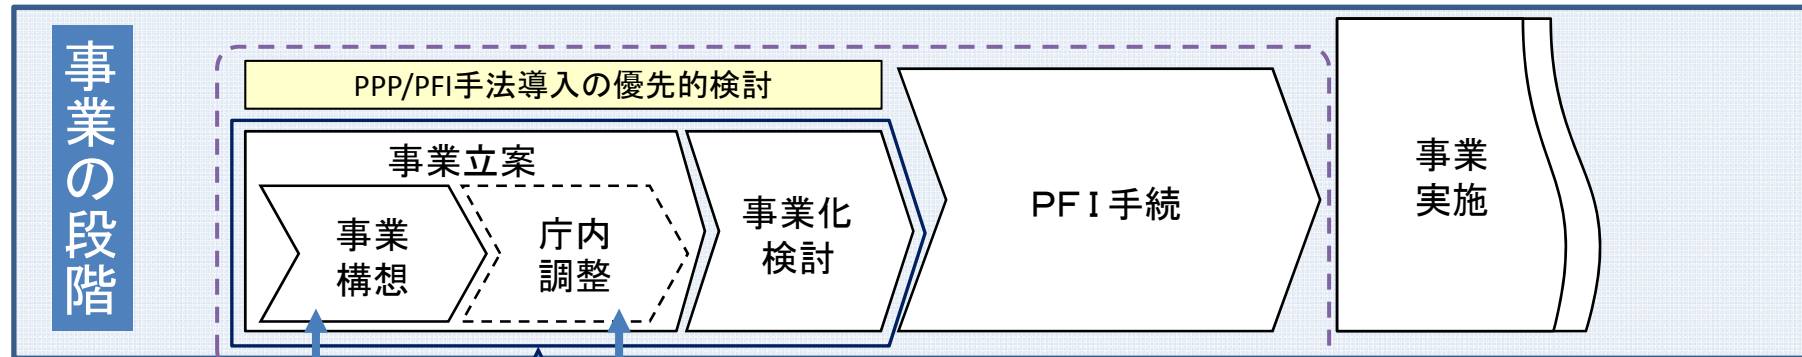 事業の段階
PPP/PFI手法導入の優先的検討
事業立案
事業
構想
庁内
調整
事業化
検討
PFI手続
事業
実施